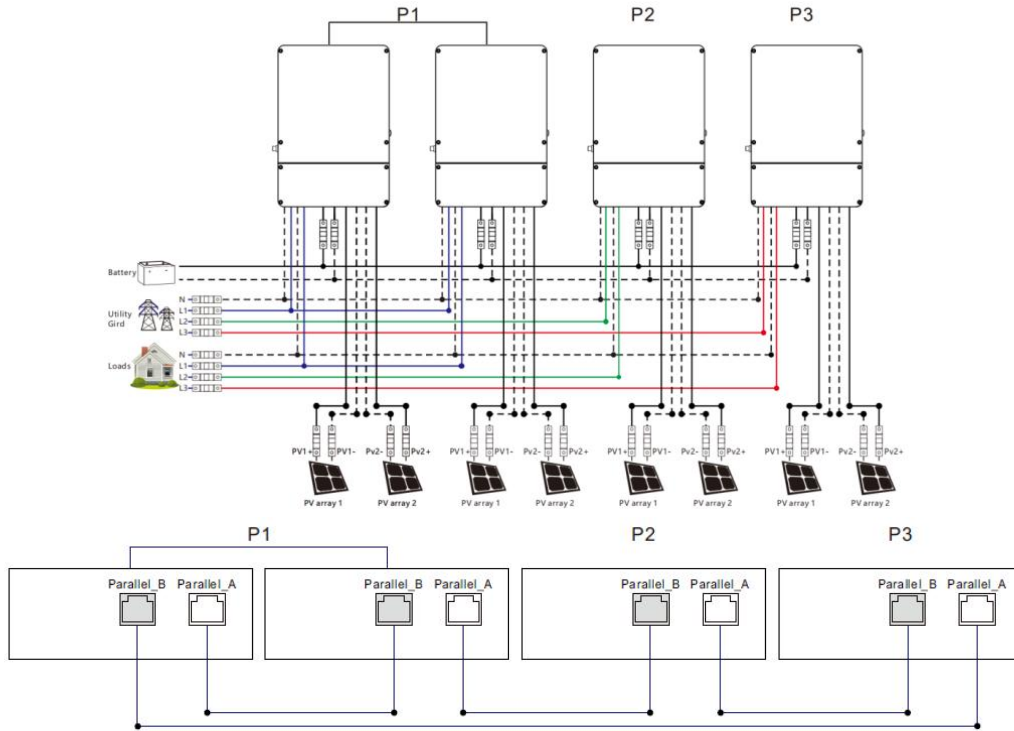 P1 P2 P3
Battery
Utility
Gird
N
L1
L2
L3
Loads
N
L1
L2
L3
PV1+ PV1- Pv2- Pv2+ PV1+ PV1- Pv2- Pv2+ PV1+ PV1- Pv2- Pv2+ PV1+ PV1- Pv2- Pv2+
PV array 1 PV array 2 PV array 1 PV array 2 PV array 1 PV array 2 PV array 1 PV array 2
P1 P2 P3
Parallel_B Parallel_A Parallel_B Parallel_A Parallel_B Parallel_A Parallel_B Parallel_A